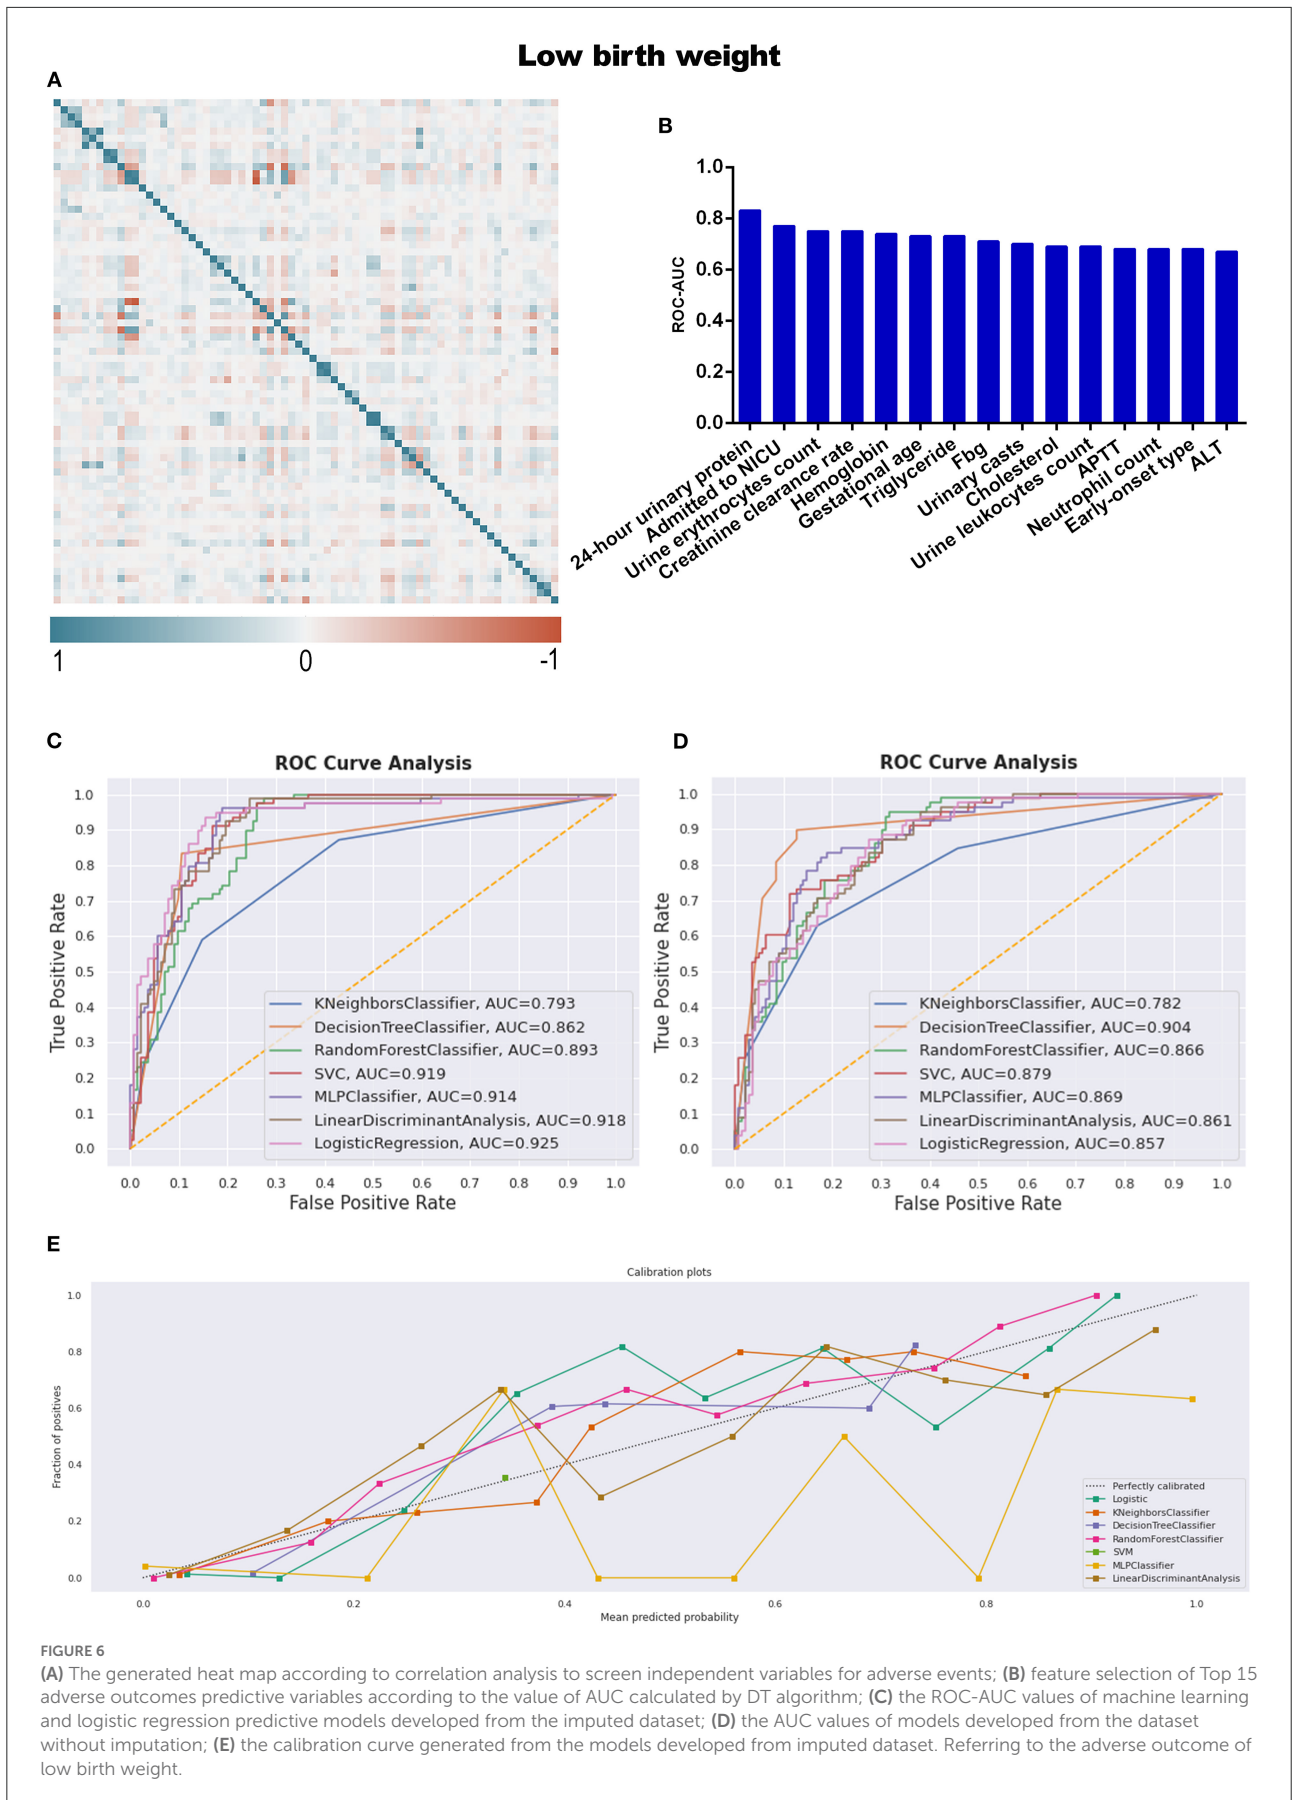 Low birth weight
A
1
0
-1
B
1.0
0.8
0.6
0.4
0.2
0.0
ROC-AUC
24-hour urinary protein
Admitted to NICU
Urine erythrocytes count
Creatinine clearance rate
Hemoglobin
Gestational age
Triglyceride
Fbg
Urinary casts
Cholesterol
Urine leukocytes count
APTT
Neutrophil count
Early-onset type
ALT
C
ROC Curve Analysis
1.0
0.9
0.8
0.7
0.6
0.5
0.4
0.3
0.2
0.1
0.0
True Positive Rate
KNeighborsClassifier, AUC=0.793
DecisionTreeClassifier, AUC=0.862
RandomForestClassifier, AUC=0.893
SVC, AUC=0.919
MLPClassifier, AUC=0.914
LinearDiscriminantAnalysis, AUC=0.918
LogisticRegression, AUC=0.925
0.0 0.1 0.2 0.3 0.4 0.5 0.6 0.7 0.8 0.9 1.0
False Positive Rate
D
ROC Curve Analysis
1.0
0.9
0.8
0.7
0.6
0.5
0.4
0.3
0.2
0.1
0.0
True Positive Rate
KNeighborsClassifier, AUC=0.782
DecisionTreeClassifier, AUC=0.904
RandomForestClassifier, AUC=0.866
SVC, AUC=0.879
MLPClassifier, AUC=0.869
LinearDiscriminantAnalysis, AUC=0.861
LogisticRegression, AUC=0.857
0.0 0.1 0.2 0.3 0.4 0.5 0.6 0.7 0.8 0.9 1.0
False Positive Rate
E
Calibration plots
1.0
0.8
0.6
0.4
0.2
0.0
Fraction of positives
Perfectly calibrated
Logistic
KNeighborsClassifier
DecisionTreeClassifier
RandomForestClassifier
SVM
MLPClassifier
LinearDiscriminantAnalysis
0.0 0.2 0.4 0.6 0.8 1.0
Mean predicted probability
FIGURE 6
(A) The generated heat map according to correlation analysis to screen independent variables for adverse events; (B) feature selection of Top 15
adverse outcomes predictive variables according to the value of AUC calculated by DT algorithm; (C) the ROC-AUC values of machine learning
and logistic regression predictive models developed from the imputed dataset; (D) the AUC values of models developed from the dataset
without imputation; (E) the calibration curve generated from the models developed from imputed dataset. Referring to the adverse outcome of
low birth weight.